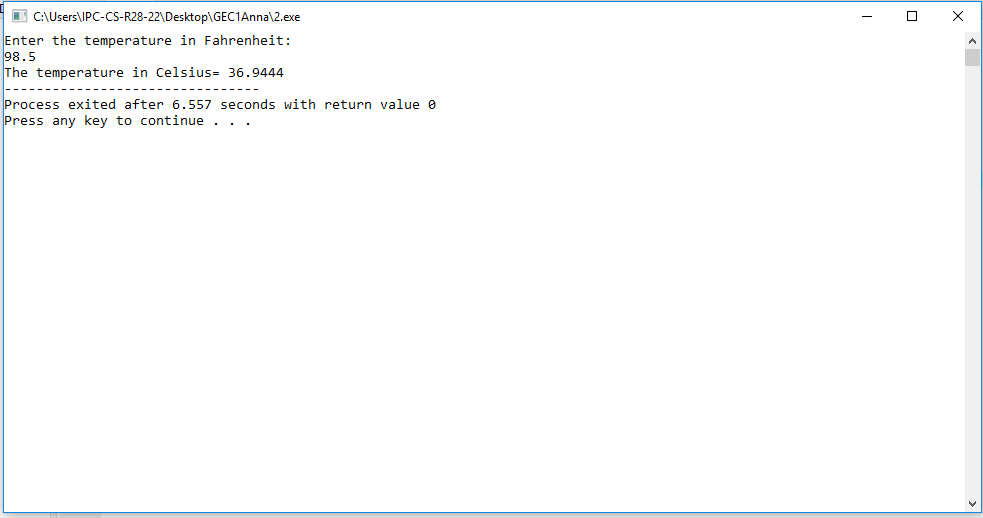 C:\Users\IPC-CS-R28-22\Desktop\GEC1Anna\2.exe
Enter the temperature in Fahrenheit:
98.5
The temperature in Celsius= 36.9444
--------------------------------
Process exited after 6.557 seconds with return value 0
Press any key to continue . . .